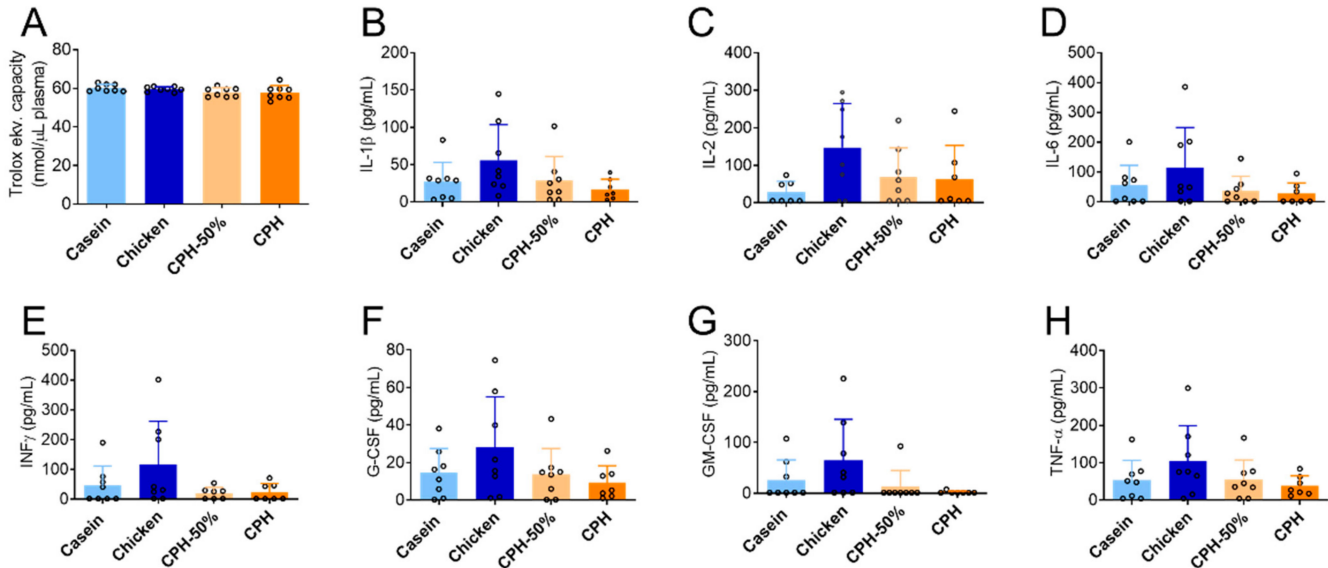 A
Trolox ekv. capacity
(nmol/µL plasma)
80
60
40
20
0
Casein
Chicken
CPH-50%
CPH
B
IL-1β (pg/mL)
200
150
100
50
0
Casein
Chicken
CPH-50%
CPH
C
IL-2 (pg/mL)
400
300
200
100
0
Casein
Chicken
CPH-50%
CPH
D
IL-6 (pg/mL)
500
400
300
200
100
0
Casein
Chicken
CPH-50%
CPH
E
INFγ (pg/mL)
500
400
300
200
100
0
Casein
Chicken
CPH-50%
CPH
F
G-CSF (pg/mL)
80
60
40
20
0
Casein
Chicken
CPH-50%
CPH
G
GM-CSF (pg/mL)
300
200
100
0
Casein
Chicken
CPH-50%
CPH
H
TNF-α (pg/mL)
400
300
200
100
0
Casein
Chicken
CPH-50%
CPH